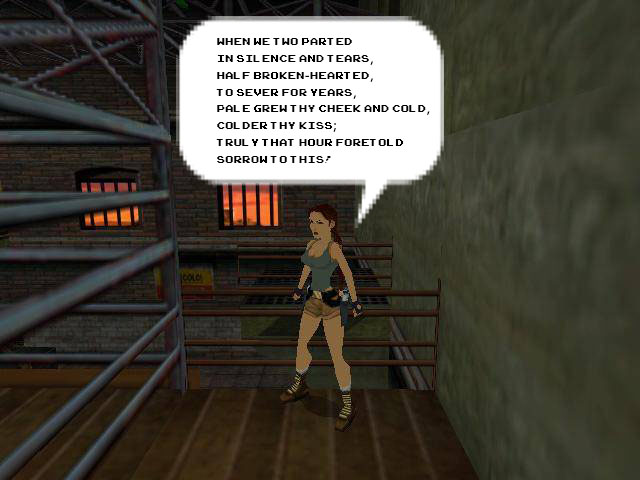 WHEN WE TWO PARTED
IN SILENCE AND TEARS,
HALF BROKEN-HEARTED,
TO SEVER FOR YEARS,
PALE GREW THY CHEEK AND COLD,
COLDER THY KISS;
TRULY THAT HOUR FORETOLD
SORROW TO THIS!
COLD!